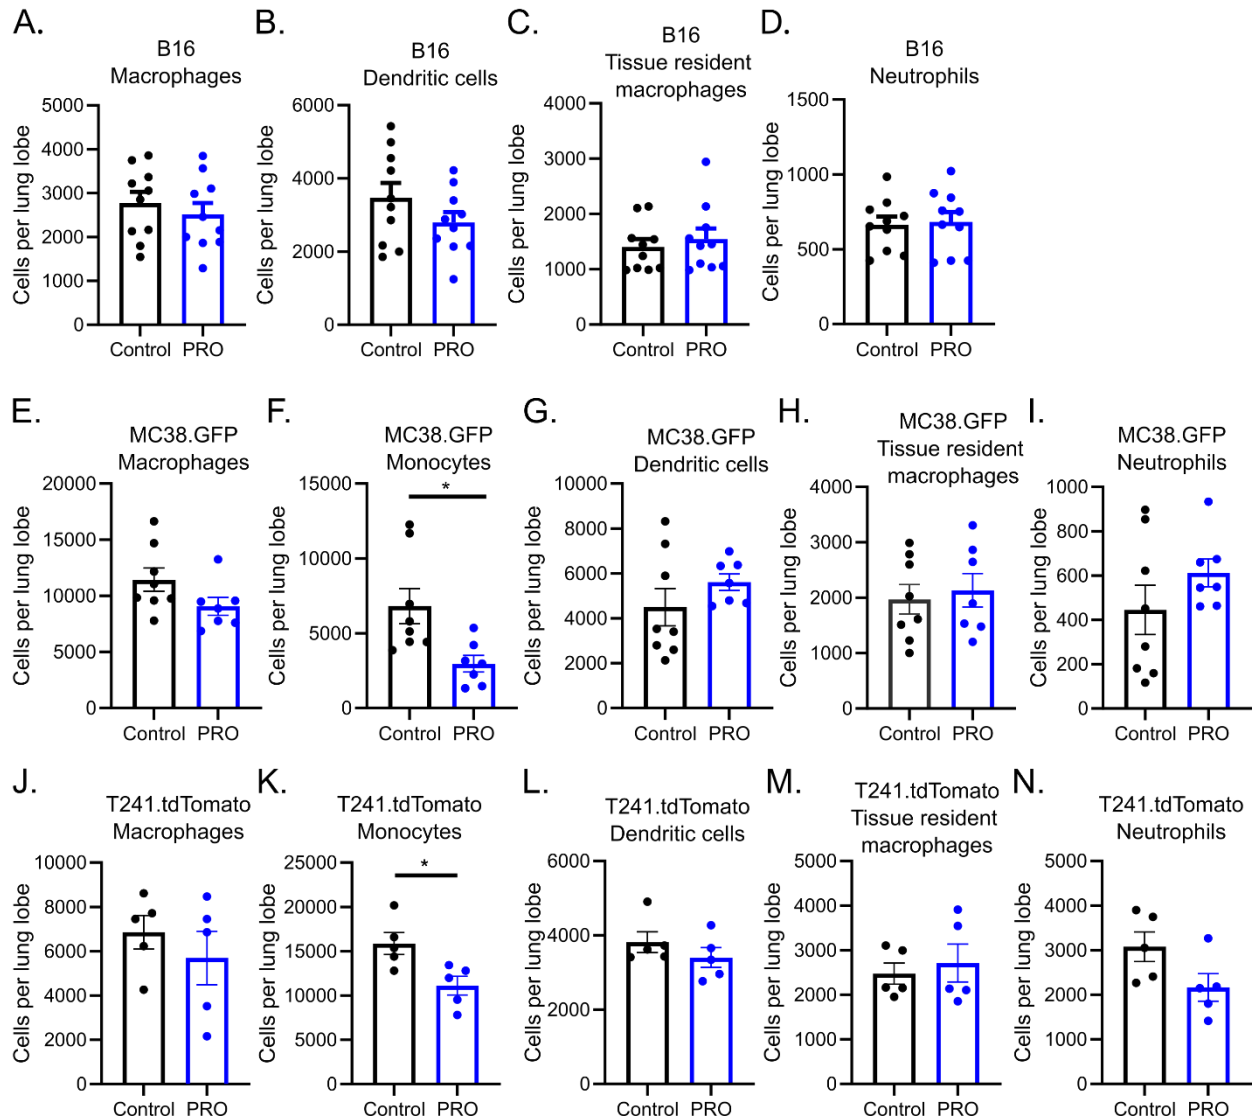 A.
B16
Macrophages
Cells per lung lobe
5000
4000
3000
2000
1000
0
Control PRO
B.
B16
Dendritic cells
Cells per lung lobe
6000
4000
2000
0
Control PRO
C.
B16
Tissue resident
macrophages
Cells per lung lobe
4000
3000
2000
1000
0
Control PRO
D.
B16
Neutrophils
Cells per lung lobe
1500
1000
500
0
Control PRO
E.
MC38.GFP
Macrophages
Cells per lung lobe
20000
15000
10000
5000
0
Control PRO
F.
MC38.GFP
Monocytes
Cells per lung lobe
15000
10000
5000
0
*
Control PRO
G.
MC38.GFP
Dendritic cells
Cells per lung lobe
10000
8000
6000
4000
2000
0
Control PRO
H.
MC38.GFP
Tissue resident
macrophages
Cells per lung lobe
4000
3000
2000
1000
0
Control PRO
I.
MC38.GFP
Neutrophils
Cells per lung lobe
1000
800
600
400
200
0
Control PRO
J.
T241.tdTomato
Macrophages
Cells per lung lobe
10000
8000
6000
4000
2000
0
Control PRO
K.
T241.tdTomato
Monocytes
Cells per lung lobe
25000
20000
15000
10000
5000
0
*
Control PRO
L.
T241.tdTomato
Dendritic cells
Cells per lung lobe
6000
4000
2000
0
Control PRO
M.
T241.tdTomato
Tissue resident
macrophages
Cells per lung lobe
5000
4000
3000
2000
1000
0
Control PRO
N.
T241.tdTomato
Neutrophils
Cells per lung lobe
5000
4000
3000
2000
1000
0
Control PRO